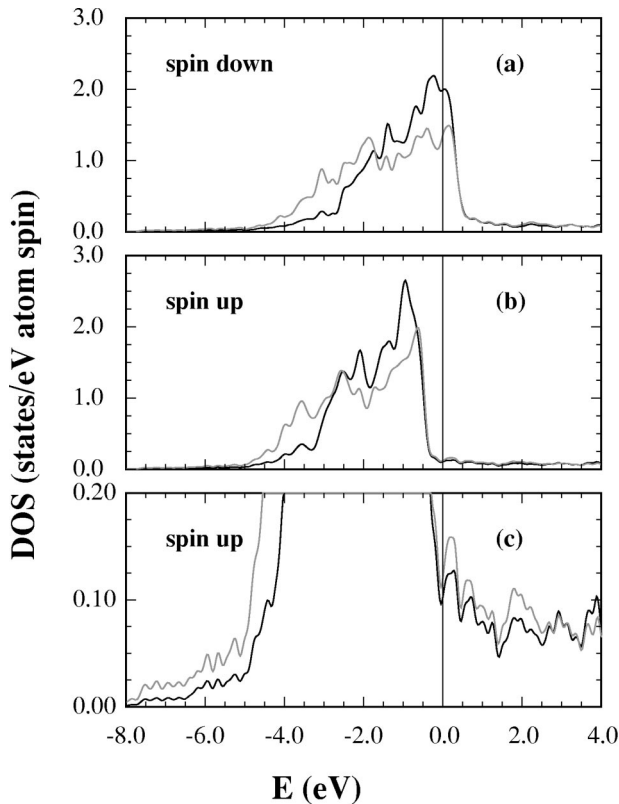 3.0
spin down (a)
2.0
1.0
0.0
3.0
spin up (b)
2.0
1.0
0.0
0.20
spin up (c)
0.10
0.00
-8.0 -6.0 -4.0 -2.0 0.0 2.0 4.0
E (eV)
DOS (states/eV atom spin)